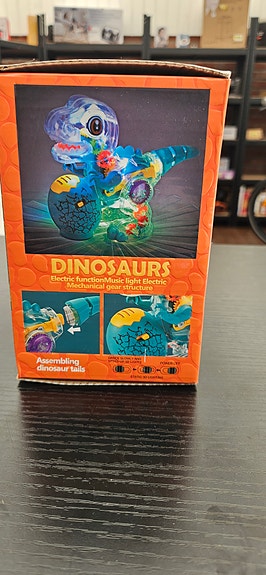 DINOSAURS
Electric functionMusic light Electric
Mechanical gear structure
Assembling
dinosaur tails